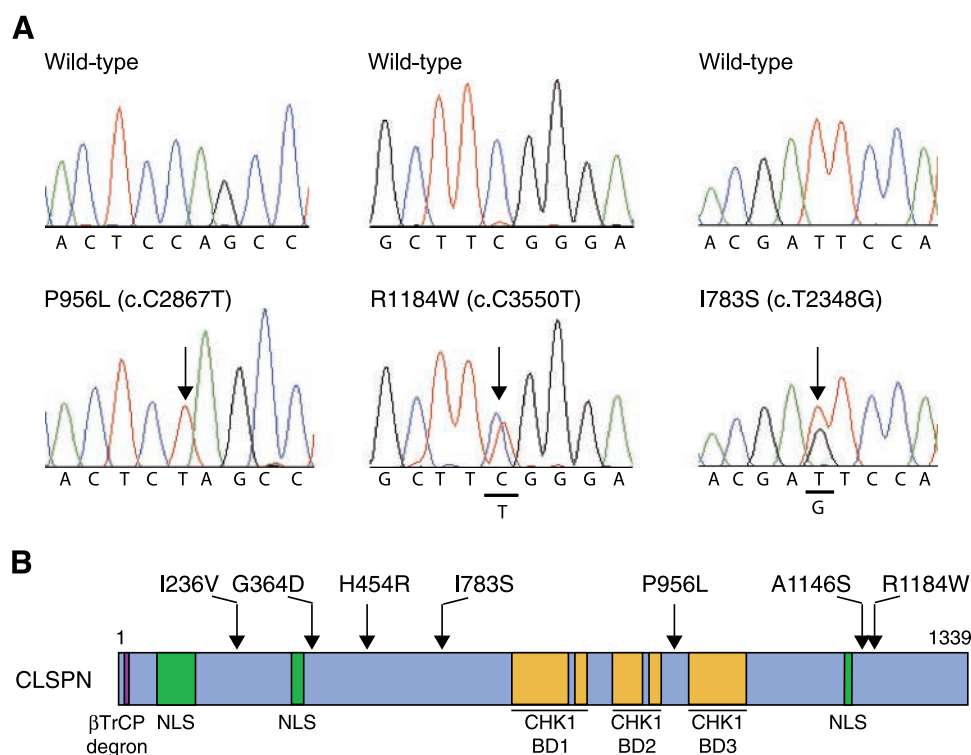 A
Wild-type Wild-type Wild-type
A C T C C A G C C G C T T C G G G A A C G A T T C C A
P956L (c.C2867T) R1184W (c.C3550T) I783S (c.T2348G)
A C T C T A G C C G C T T C G G G A A C G A T T C C A
T G
B
I236V G364D H454R I783S P956L A1146S R1184W
1 1339
CLSPN
βTrCP NLS NLS CHK1 CHK1 CHK1 NLS
degron BD1 BD2 BD3